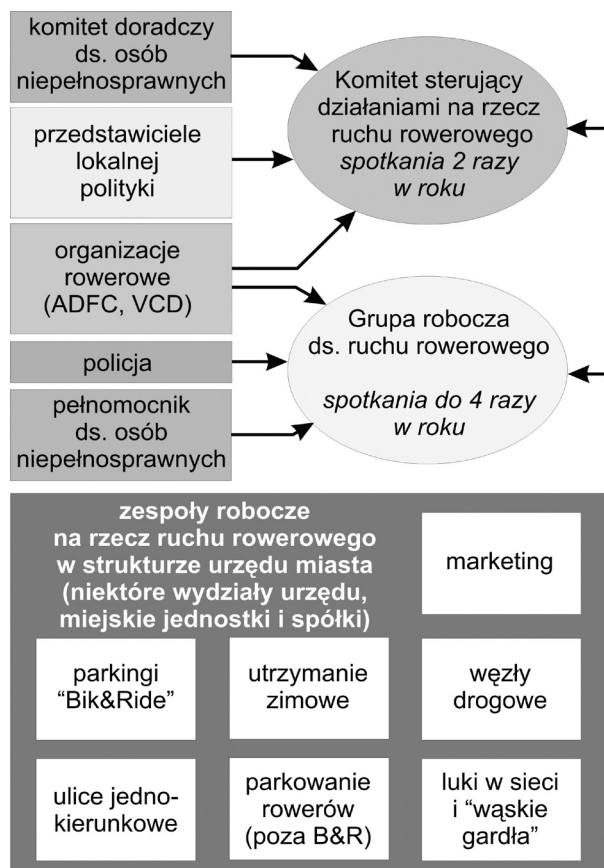 komitet doradczy
ds. osób
niepełnosprawnych
przedstawiciele
lokalnej
polityki
organizacje
rowerowe
(ADFC, VCD)
policja
pełnomocnik
ds. osób
niepełnosprawnych
Komitet sterujący
działaniami na rzecz
ruchu rowerowego
spotkania 2 razy
w roku
Grupa robocza
ds. ruchu rowerowego
spotkania do 4 razy
w roku
zespoły robocze
na rzecz ruchu rowerowego
w strukturze urzędu miasta
(niektóre wydziały urzędu,
miejskie jednostki i spółki)
marketing
parkingi
“Bik&Ride”
utrzymanie
zimowe
węzły
drogowe
ulice jedno-
kierunkowe
parkowanie
rowerów
(poza B&R)
luki w sieci
i “wąskie
gardła”